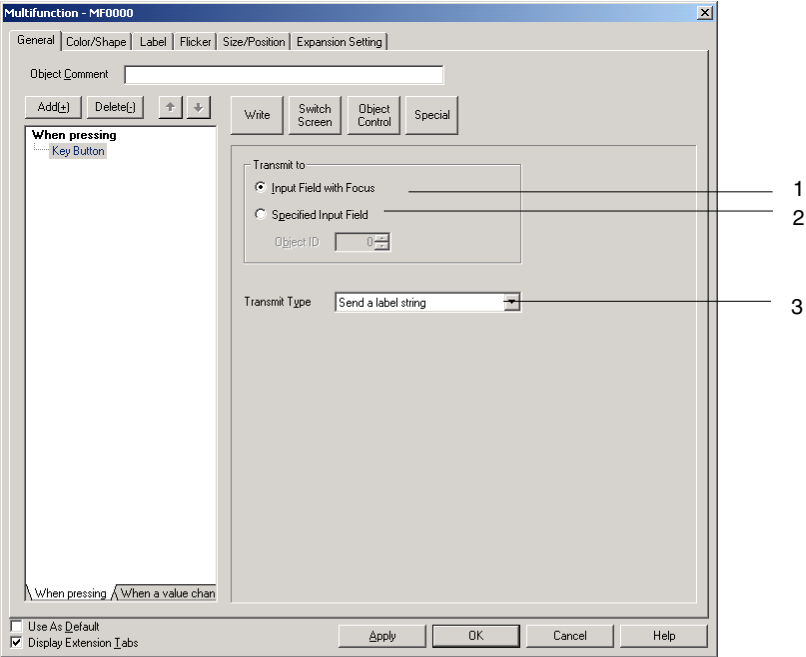 Multifunction - MF0000
General Color/Shape Label Flicker Size/Position Expansion Setting
Object Comment
Add(+) Delete(-)
Write Switch Screen Object Control Special
When pressing
Key Button
Transmit to
Input Field with Focus 1
Specified Input Field 2
Object ID 0
Transmit Type Send a label string 3
When pressing When a value chan
Use As Default
Display Extension Tabs
Apply OK Cancel Help